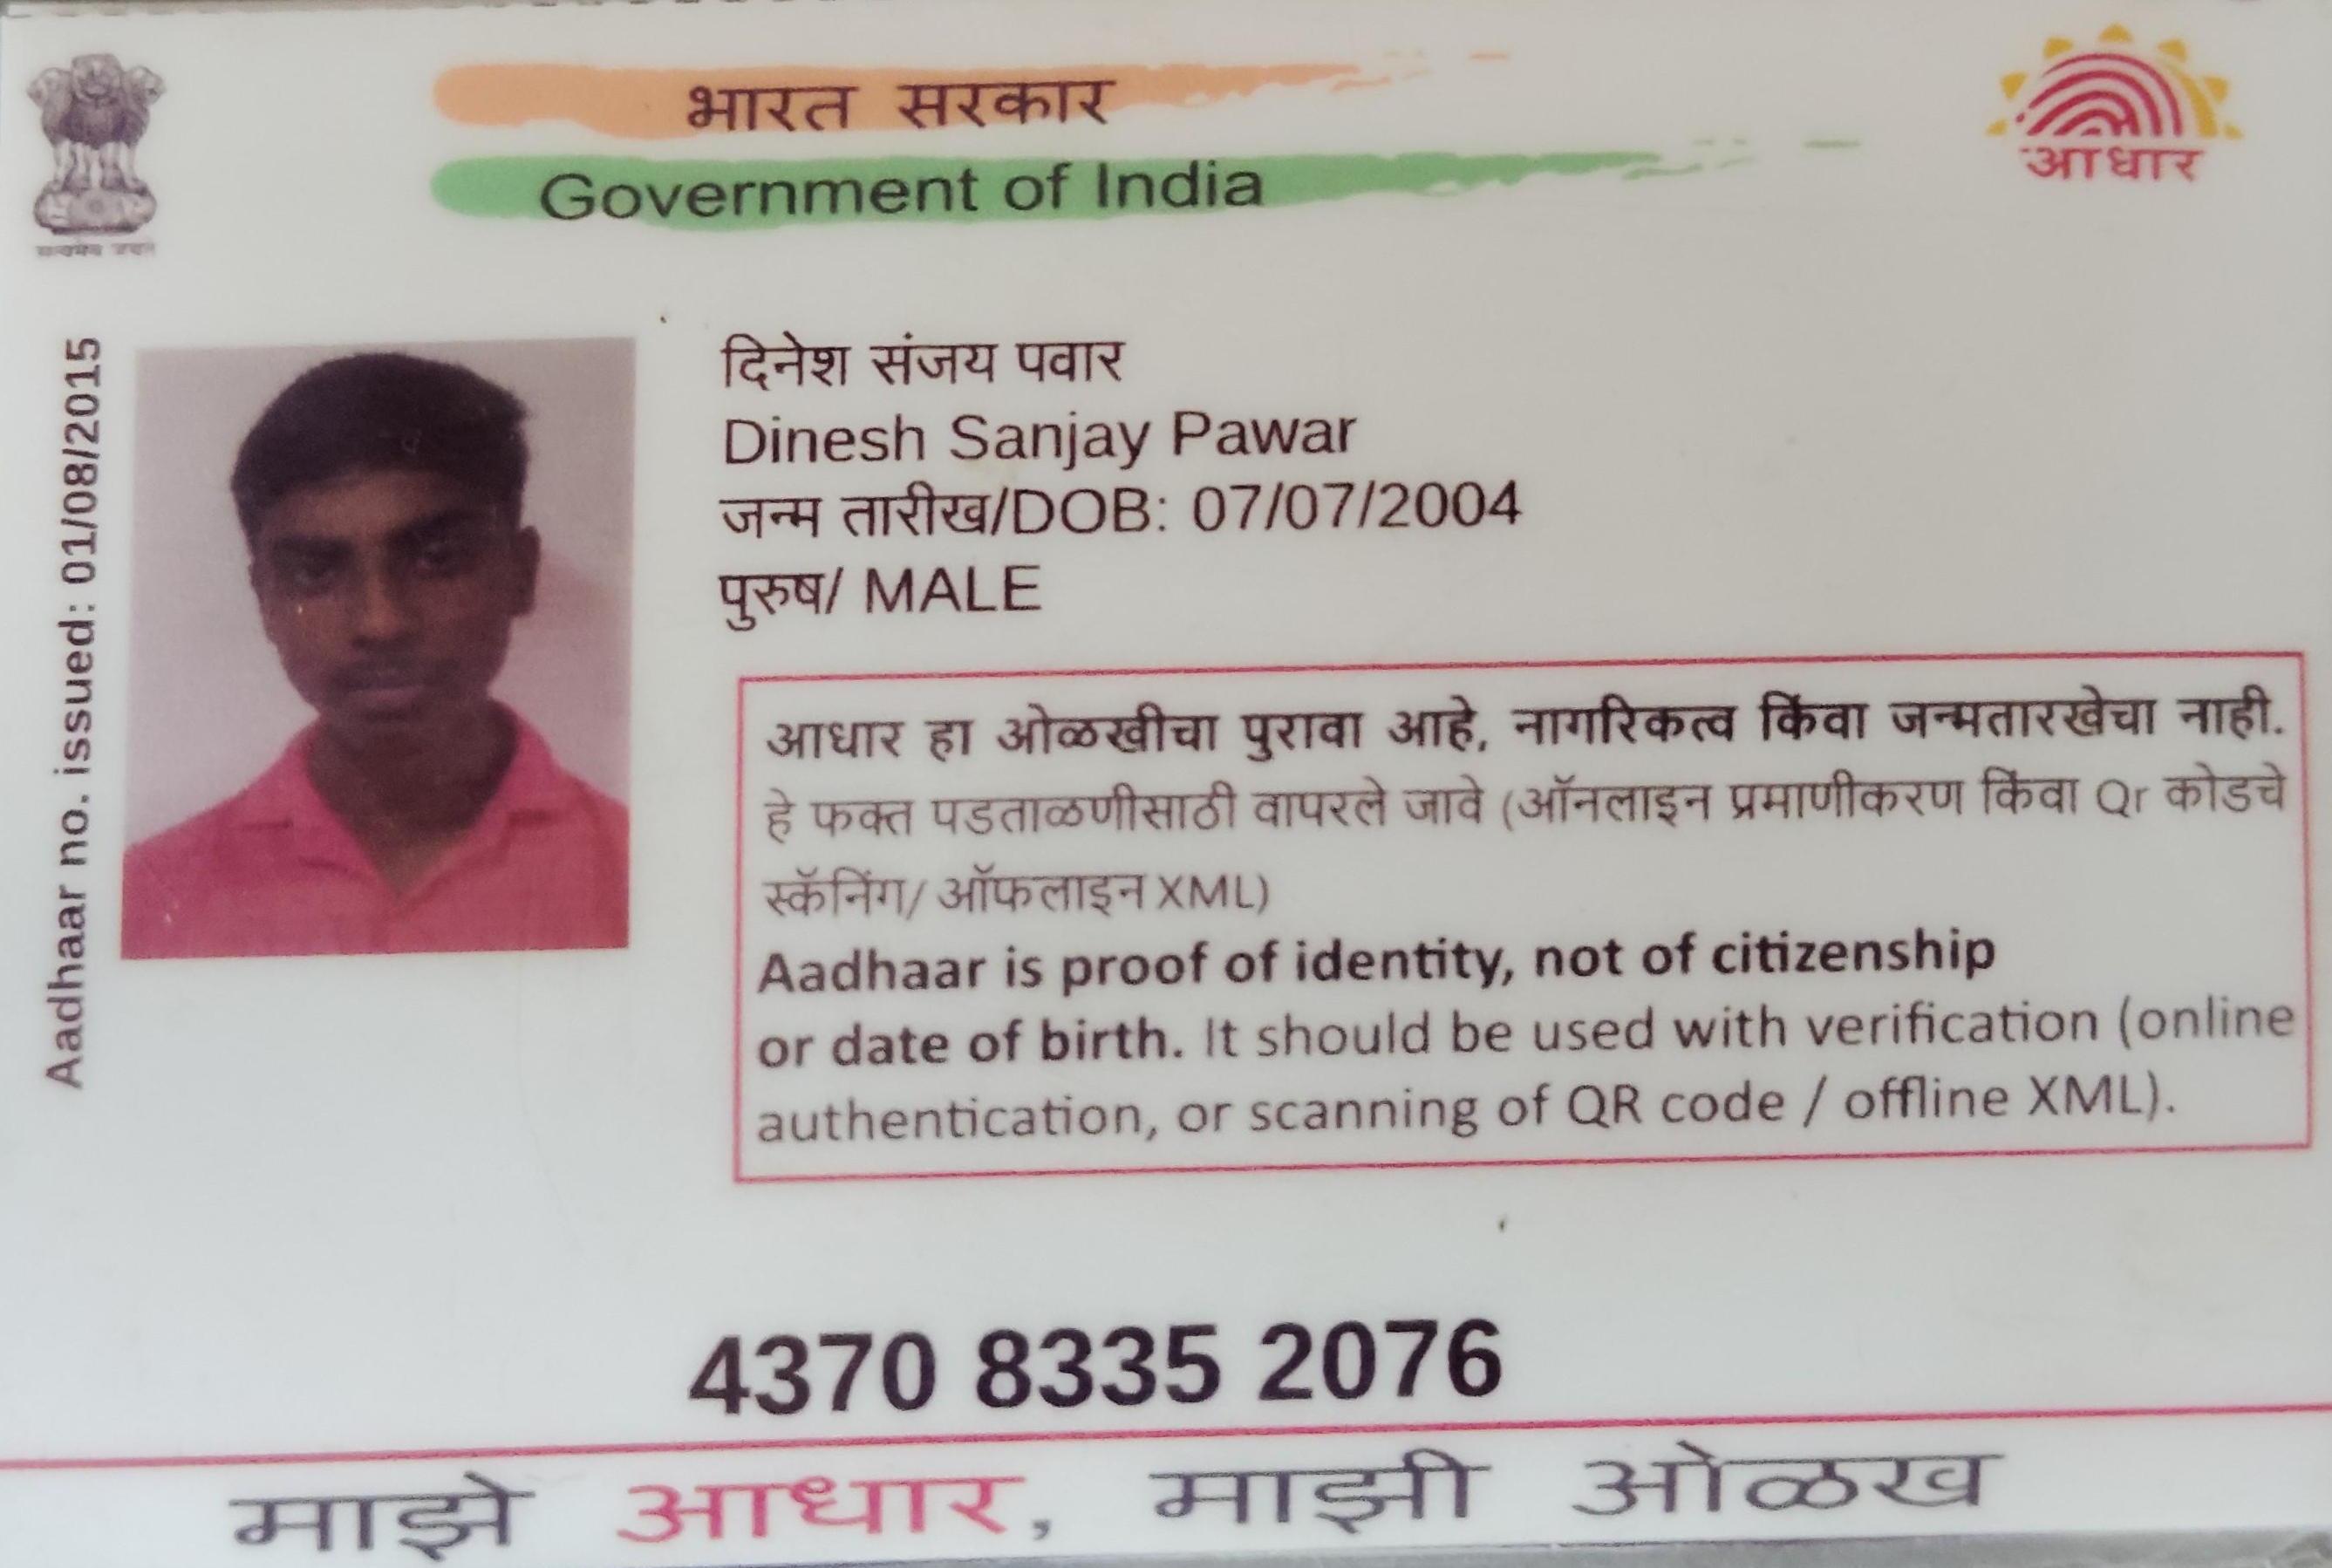 भारत सरकार
Government of India
आधार
सत्यमेव जयते
Aadhaar no. issued: 01/08/2015
दिनेश संजय पवार
Dinesh Sanjay Pawar
जन्म तारीख/DOB: 07/07/2004
पुरुष/ MALE
आधार हा ओळखीचा पुरावा आहे, नागरिकत्व किंवा जन्मतारखेचा नाही.
हे फक्त पडताळणीसाठी वापरले जावे (ऑनलाइन प्रमाणीकरण किंवा Qr कोडचे
स्कॅनिंग/ ऑफलाइन XML)
Aadhaar is proof of identity, not of citizenship
or date of birth. It should be used with verification (online
authentication, or scanning of QR code / offline XML).
4370 8335 2076
माझे आधार, माझी ओळख